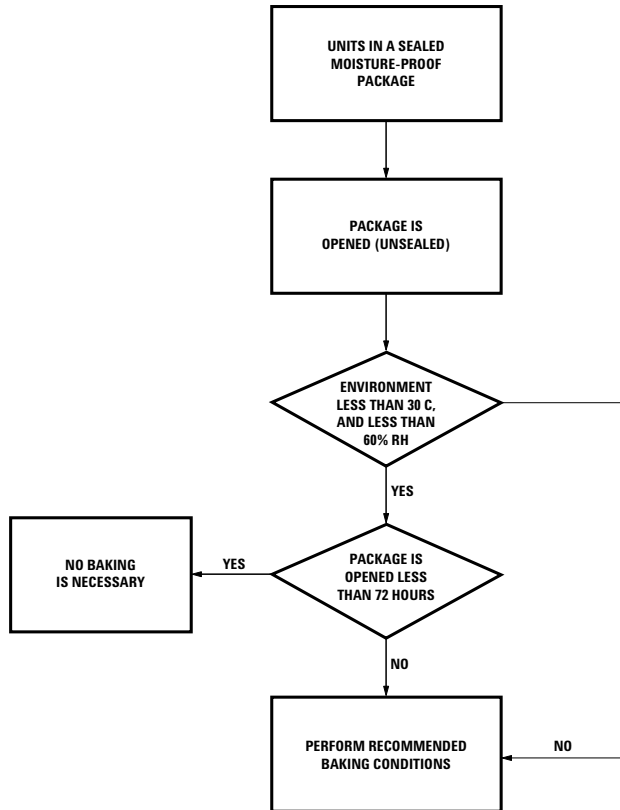 UNITS IN A SEALED
MOISTURE-PROOF
PACKAGE
PACKAGE IS
OPENED (UNSEALED)
ENVIRONMENT
LESS THAN 30 C,
AND LESS THAN
60% RH
YES
PACKAGE IS
OPENED LESS
THAN 72 HOURS
YES
NO BAKING
IS NECESSARY
NO
PERFORM RECOMMENDED
BAKING CONDITIONS
NO